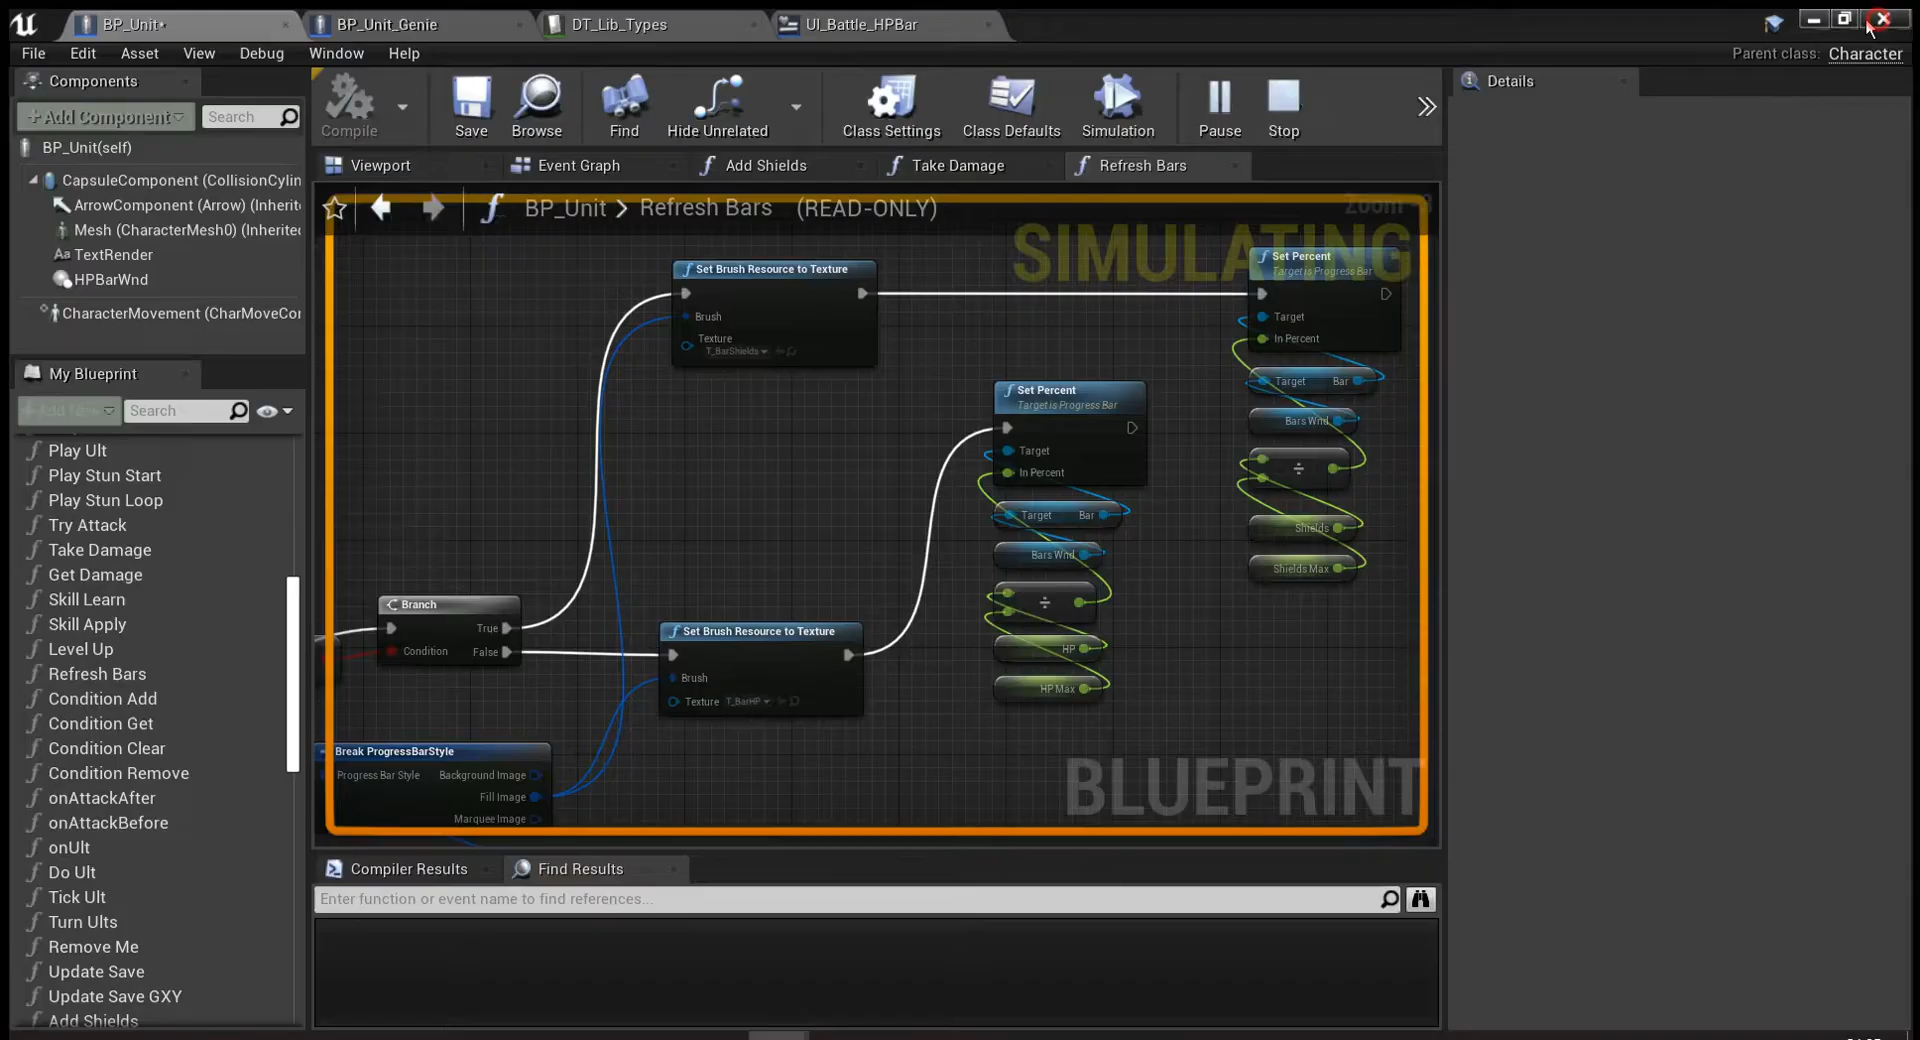 BP_Unit•
BP_Unit_Genie
DT_Lib_Types
UI_Battle_HPBar
File Edit Asset View Debug Window Help
Parent class: Character
Components
+Add Component
Search
BP_Unit(self)
CapsuleComponent (CollisionCylin
ArrowComponent (Arrow) (Inherite
Mesh (CharacterMesh0) (Inherited
Aa TextRender
HPBarWnd
CharacterMovement (CharMoveCom
Compile
Save
Browse
Find
Hide Unrelated
Class Settings
Class Defaults
Simulation
Pause
Stop
Details
Viewport
Event Graph
Add Shields
Take Damage
Refresh Bars
BP_Unit > Refresh Bars (READ-ONLY)
Zoom -3
SIMULATING
Set Brush Resource to Texture
Brush
Texture
T_BarShields
Set Percent
Target is Progress Bar
Target
In Percent
Target Bar
Bars Wnd
÷
Shields
Shields Max
Set Percent
Target is Progress Bar
Target
In Percent
Target Bar
Bars Wnd
÷
HP
HP Max
Branch
True
Condition False
Set Brush Resource to Texture
Brush
Texture T_BarHP
Break ProgressBarStyle
Progress Bar Style Background Image
Fill Image
Marquee Image
BLUEPRINT
My Blueprint
+Add New
Search
Play Ult
Play Stun Start
Play Stun Loop
Try Attack
Take Damage
Get Damage
Skill Learn
Skill Apply
Level Up
Refresh Bars
Condition Add
Condition Get
Condition Clear
Condition Remove
onAttackAfter
onAttackBefore
onUlt
Do Ult
Tick Ult
Turn Ults
Remove Me
Update Save
Update Save GXY
Add Shields
Compiler Results
Find Results
Enter function or event name to find references...